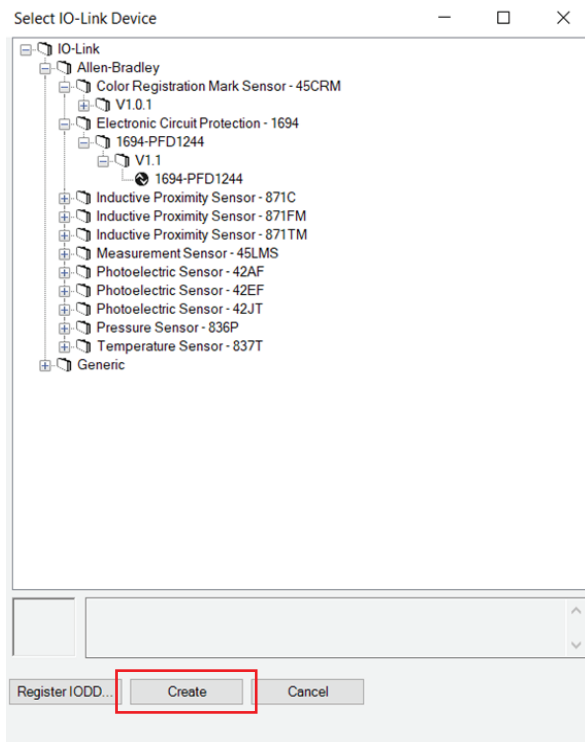 Select IO-Link Device
IO-Link
Allen-Bradley
Color Registration Mark Sensor - 45CRM
V1.0.1
Electronic Circuit Protection - 1694
1694-PFD1244
V1.1
1694-PFD1244
Inductive Proximity Sensor - 871C
Inductive Proximity Sensor - 871FM
Inductive Proximity Sensor - 871TM
Measurement Sensor - 45LMS
Photoelectric Sensor - 42AF
Photoelectric Sensor - 42EF
Photoelectric Sensor - 42JT
Pressure Sensor - 836P
Temperature Sensor - 837T
Generic
Register IODD... Create Cancel